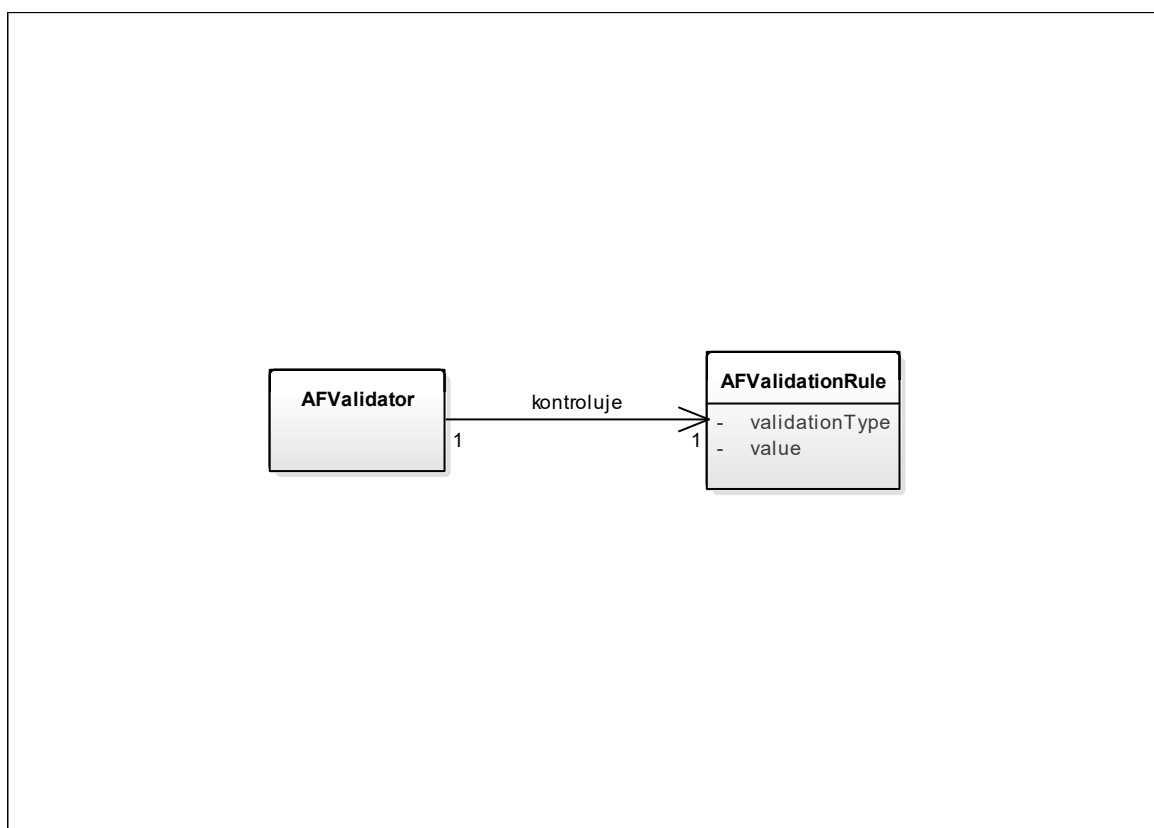 AFValidator
kontroluje
1
1
AFValidationRule
- validationType
- value